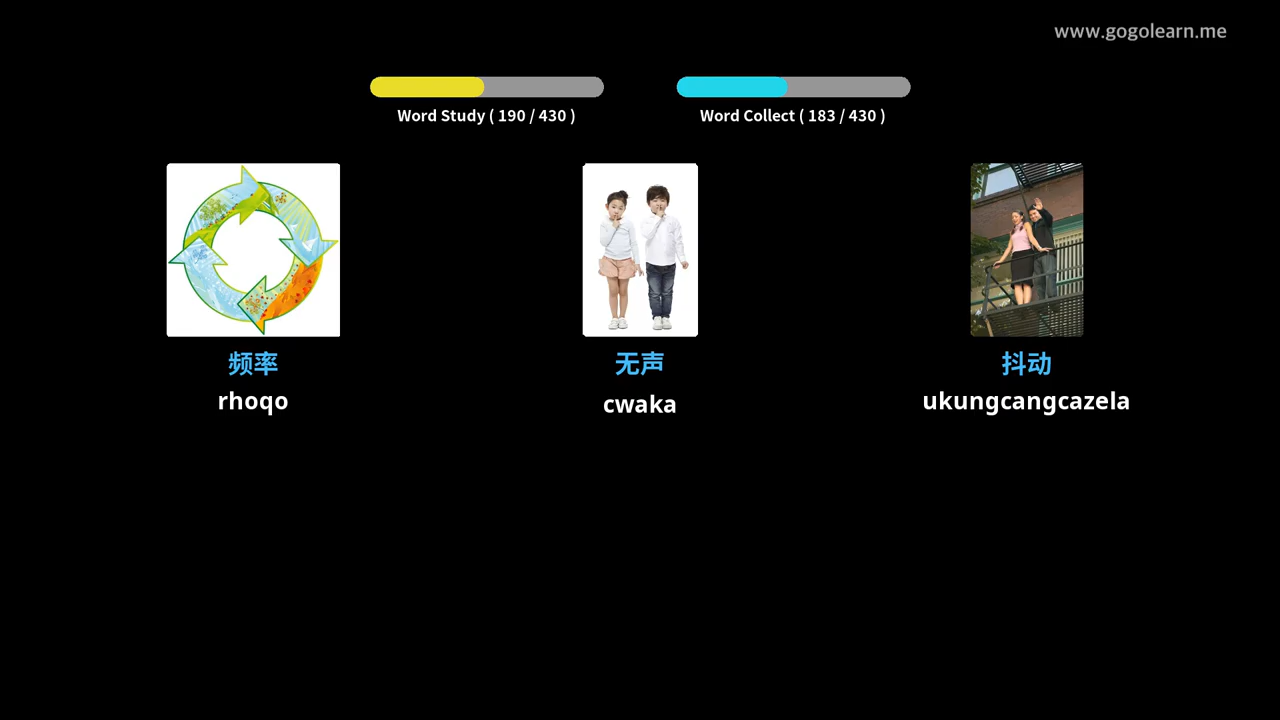 www.gogolearn.me
Word Study ( 190 / 430 )
Word Collect ( 183 / 430 )
频率
rhoqo
无声
cwaka
抖动
ukungcangcazela